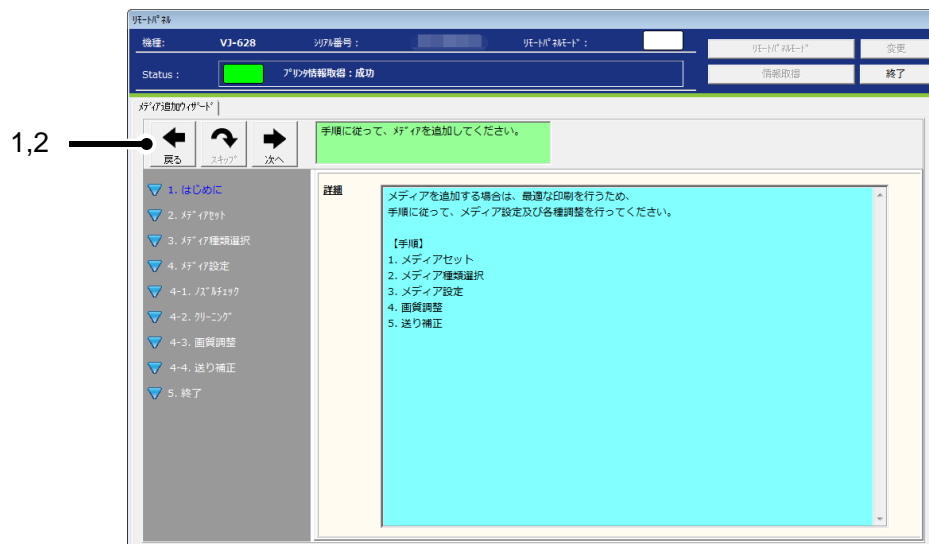 ﾘﾓｰﾄﾊﾟﾈﾙ
機種: VJ-628 ｼﾘｱﾙ番号： ﾘﾓｰﾄﾊﾟﾈﾙﾓｰﾄﾞ：
ﾘﾓｰﾄﾊﾟﾈﾙﾓｰﾄﾞ 変更
Status： ﾌﾟﾘﾝﾀ情報取得：成功
情報取得 終了
ﾒﾃﾞｨｱ追加ｳｨｻﾞｰﾄﾞ
1,2
戻る ｽｷｯﾌﾟ 次へ
手順に従って、ﾒﾃﾞｨｱを追加してください。
1. はじめに
2. ﾒﾃﾞｨｱｾｯﾄ
3. ﾒﾃﾞｨｱ種類選択
4. ﾒﾃﾞｨｱ設定
4-1. ﾉｽﾞﾙﾁｪｯｸ
4-2. ｸﾘｰﾆﾝｸﾞ
4-3. 画質調整
4-4. 送り補正
5. 終了
詳細
メディアを追加する場合は、最適な印刷を行うため、
手順に従って、メディア設定及び各種調整を行ってください。
【手順】
1. メディアセット
2. メディア種類選択
3. メディア設定
4. 画質調整
5. 送り補正